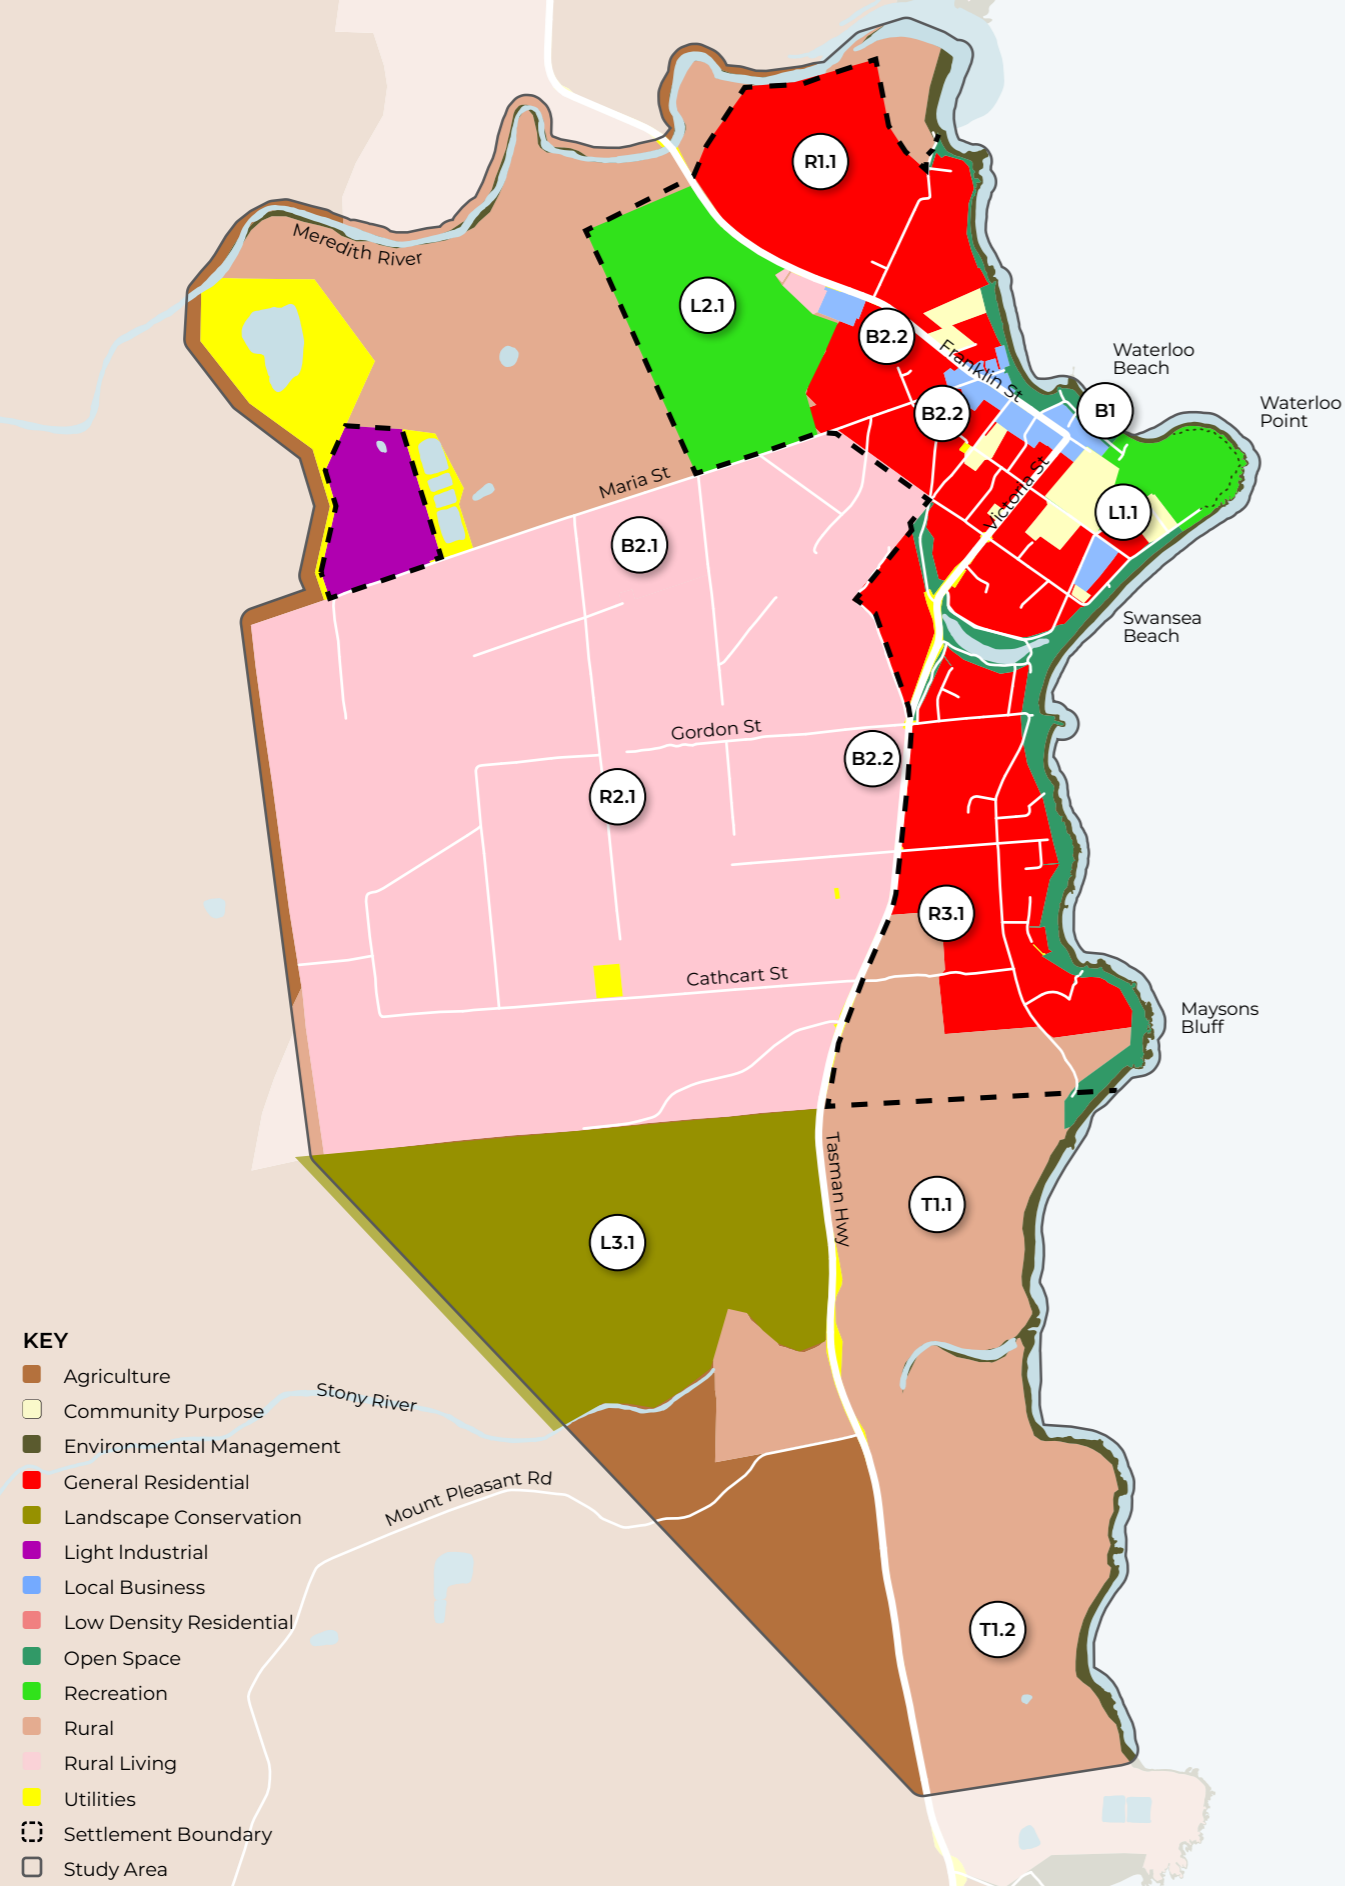 R1.1
Meredith River
L2.1
B2.2
Franklin St
Waterloo
Beach
B2.2
B1
Waterloo
Point
Maria St
Victoria St
L1.1
B2.1
Swansea
Beach
Gordon St
B2.2
R2.1
R3.1
Cathcart St
Maysons
Bluff
Tasman Hwy
T1.1
L3.1
Stony River
Mount Pleasant Rd
T1.2
KEY
Agriculture
Community Purpose
Environmental Management
General Residential
Landscape Conservation
Light Industrial
Local Business
Low Density Residential
Open Space
Recreation
Rural
Rural Living
Utilities
Settlement Boundary
Study Area